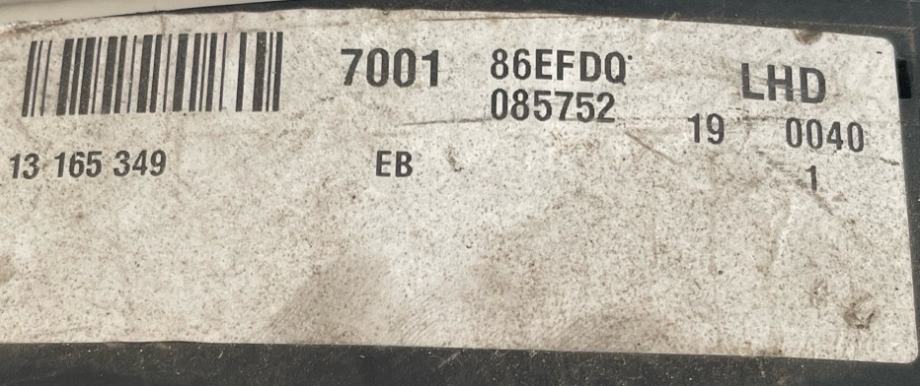 7001 86EFDQ LHD
085752
19 0040
13 165 349 EB 1